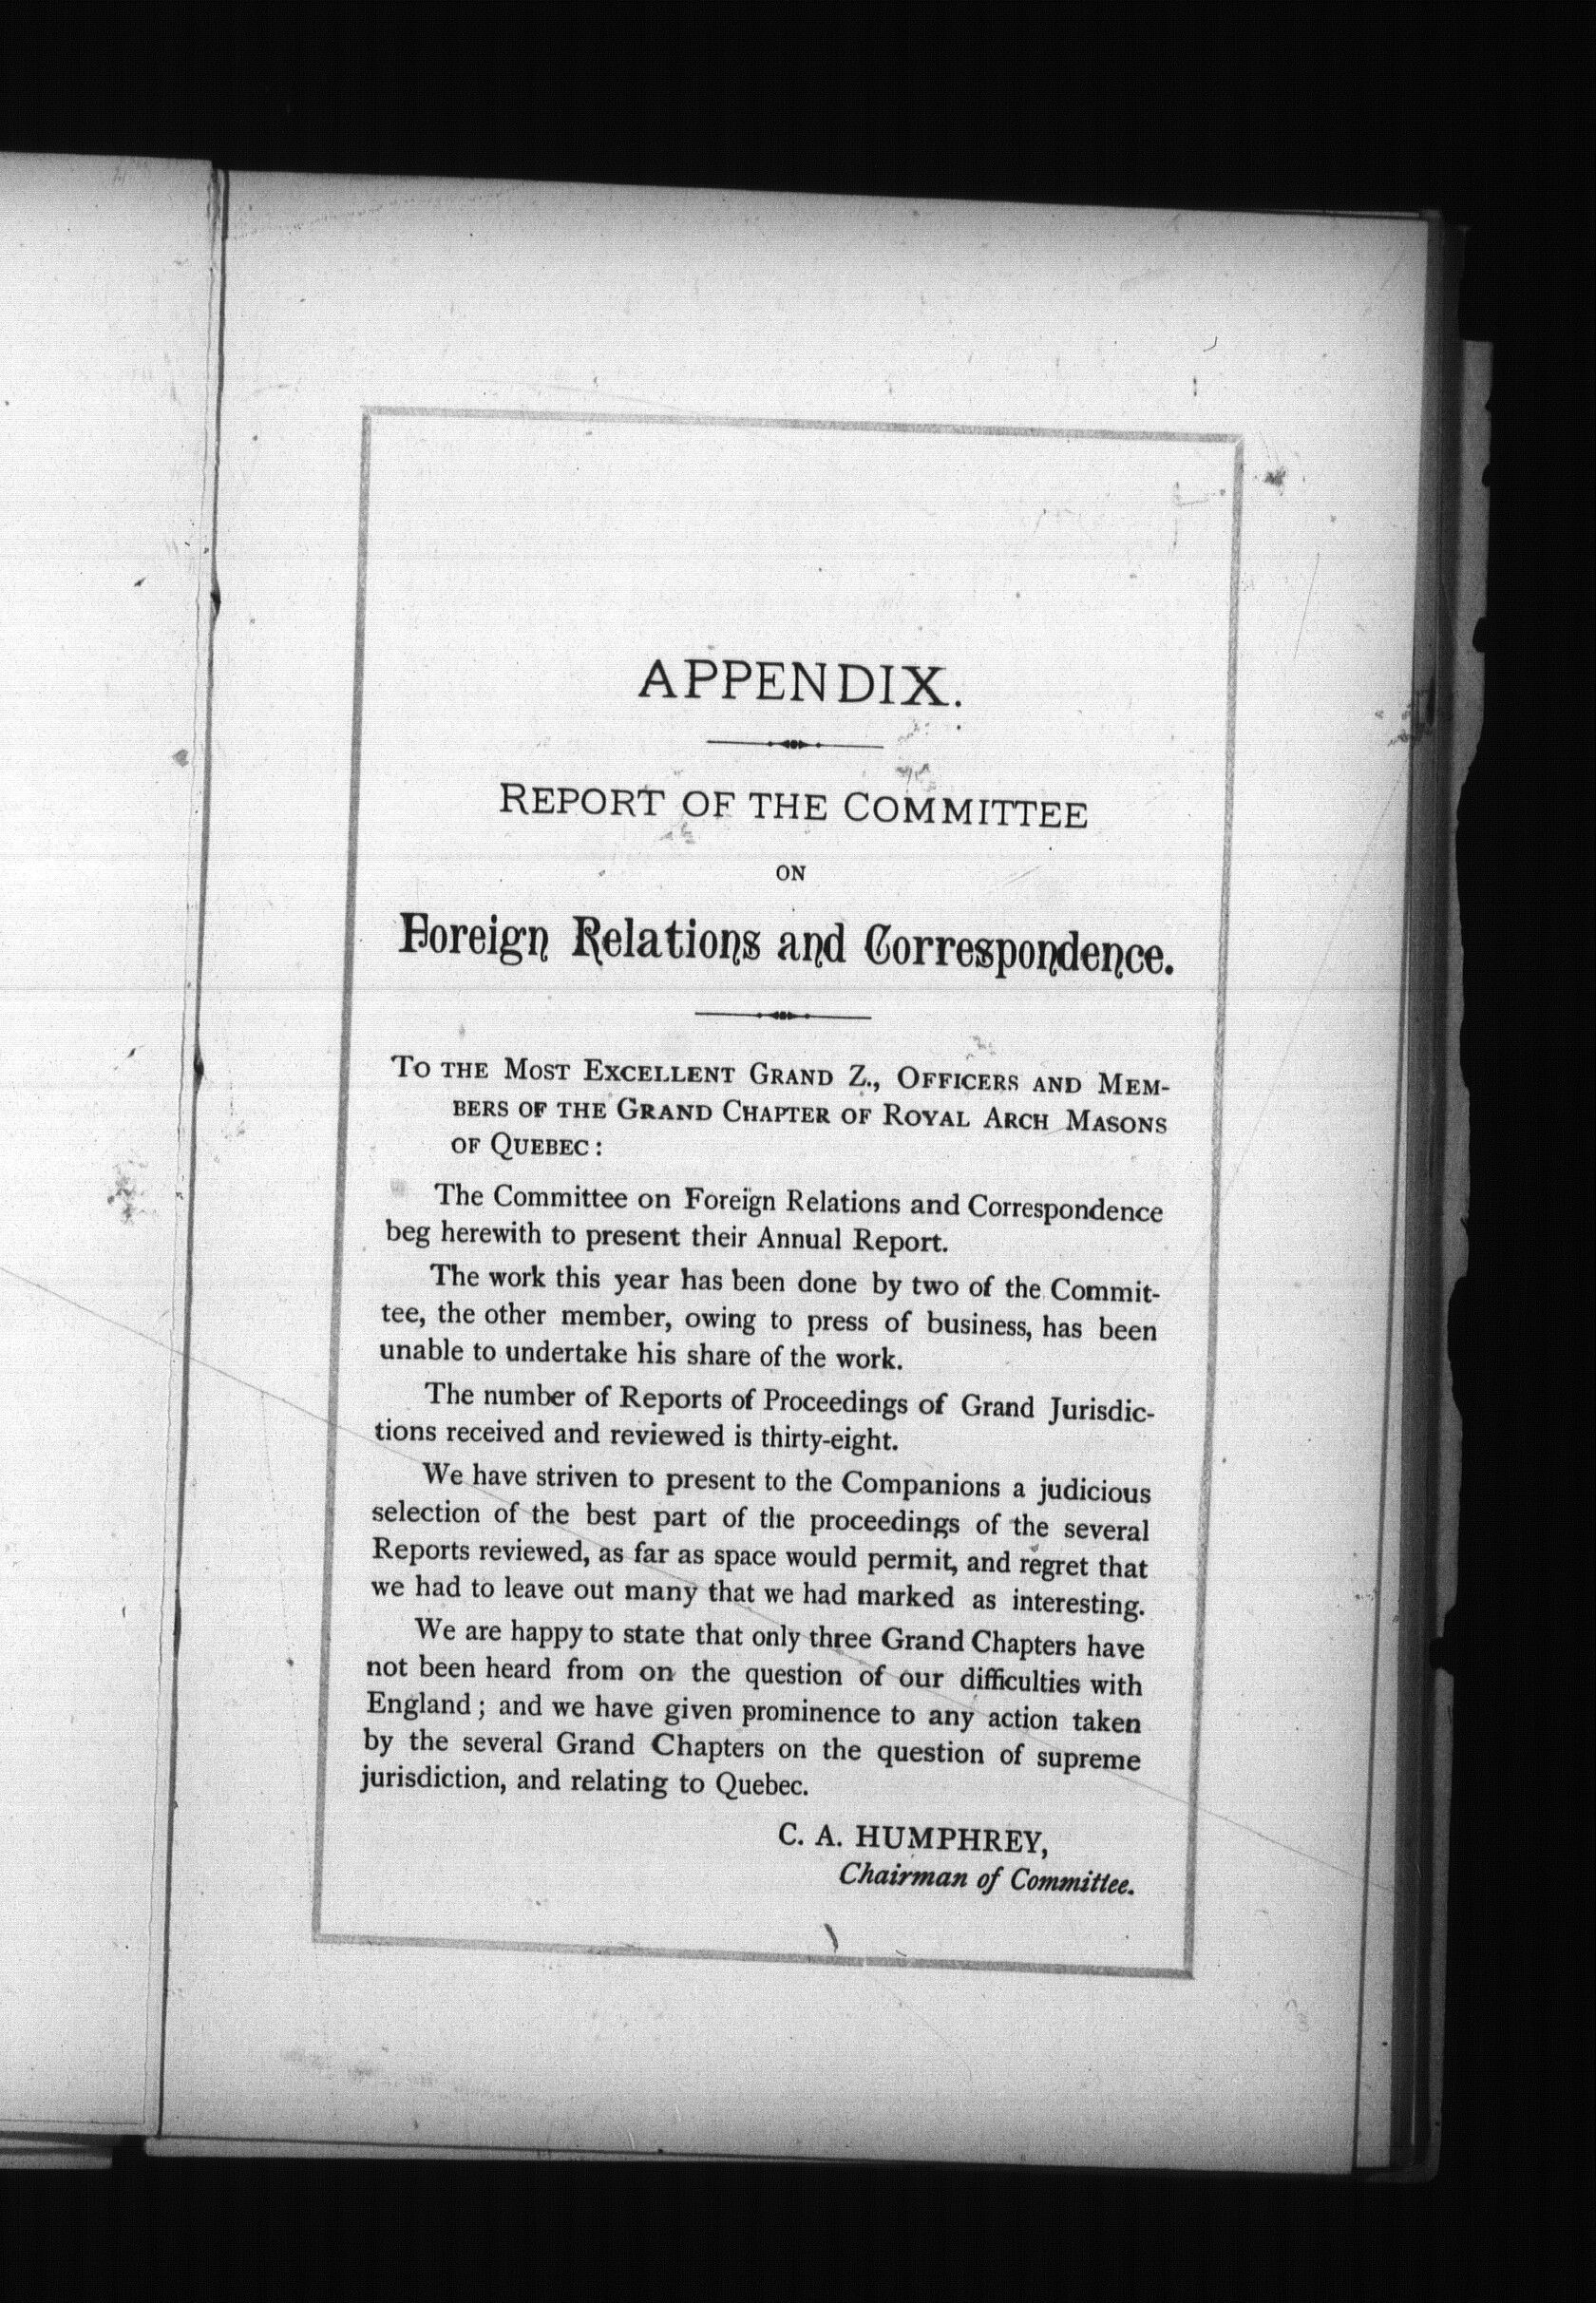 APPENDIX.
REPORT OF THE COMMITTEE
ON
Foreign Relations and Correspondence.
TO THE MOST EXCELLENT GRAND Z., OFFICERS AND MEM-
BERS OF THE GRAND CHAPTER OF ROYAL ARCH MASONS
OF QUEBEC:
The Committee on Foreign Relations and Correspondence
beg herewith to present their Annual Report.
The work this year has been done by two of the Commit-
tee, the other member, owing to press of business, has been
unable to undertake his share of the work.
The number of Reports of Proceedings of Grand Jurisdic-
tions received and reviewed is thirty-eight.
We have striven to present to the Companions a judicious
selection of the best part of the proceedings of the several
Reports reviewed, as far as space would permit, and regret that
we had to leave out many that we had marked as interesting.
We are happy to state that only three Grand Chapters have
not been heard from on the question of our difficulties with
England; and we have given prominence to any action taken
by the several Grand Chapters on the question of supreme
jurisdiction, and relating to Quebec.
C. A. HUMPHREY,
Chairman of Committee.